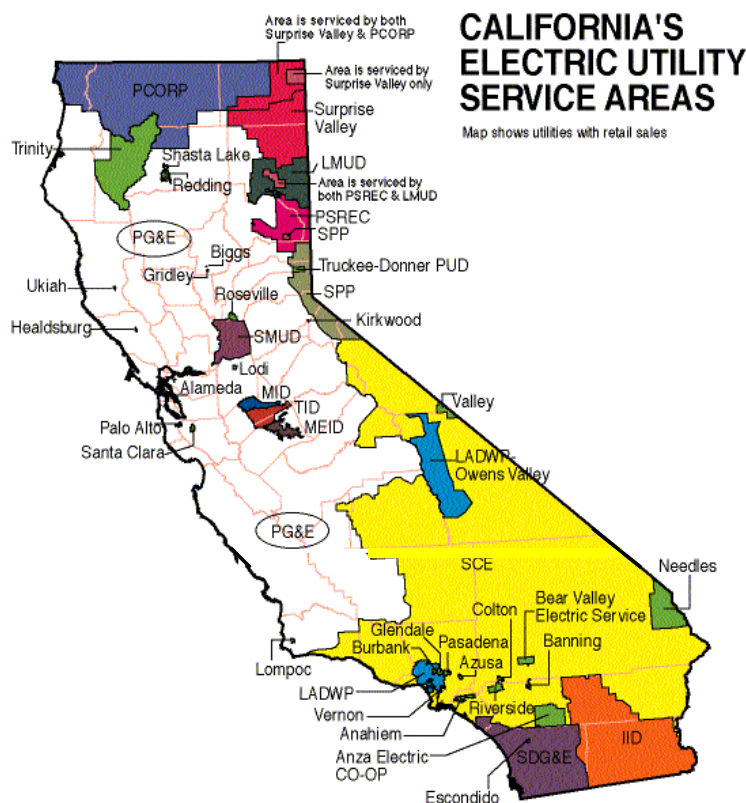 CALIFORNIA'S
ELECTRIC UTILITY
SERVICE AREAS
Map shows utilities with retail sales
Area is serviced by both
Surprise Valley & PCORP
Area is serviced by
Surprise Valley only
PCORP
Surprise
Valley
Trinity
Shasta Lake
Redding
LMUD
Area is serviced by
both PSREC & LMUD
PSREC
SPP
PG&E
Biggs
Gridley
Truckee-Donner PUD
Ukiah
Roseville
SPP
Healdsburg
Kirkwood
SMUD
Lodi
Alameda
MID
TID
MEID
Valley
Palo Alto
Santa Clara
LADWP-
Owens Valley
PG&E
SCE
Needles
Bear Valley
Electric Service
Colton
Glendale
Burbank
Pasadena
Azusa
Banning
Lompoc
LADWP
Vernon
Riverside
Anahiem
Anza Electric
CO-OP
SDG&E
IID
Escondido